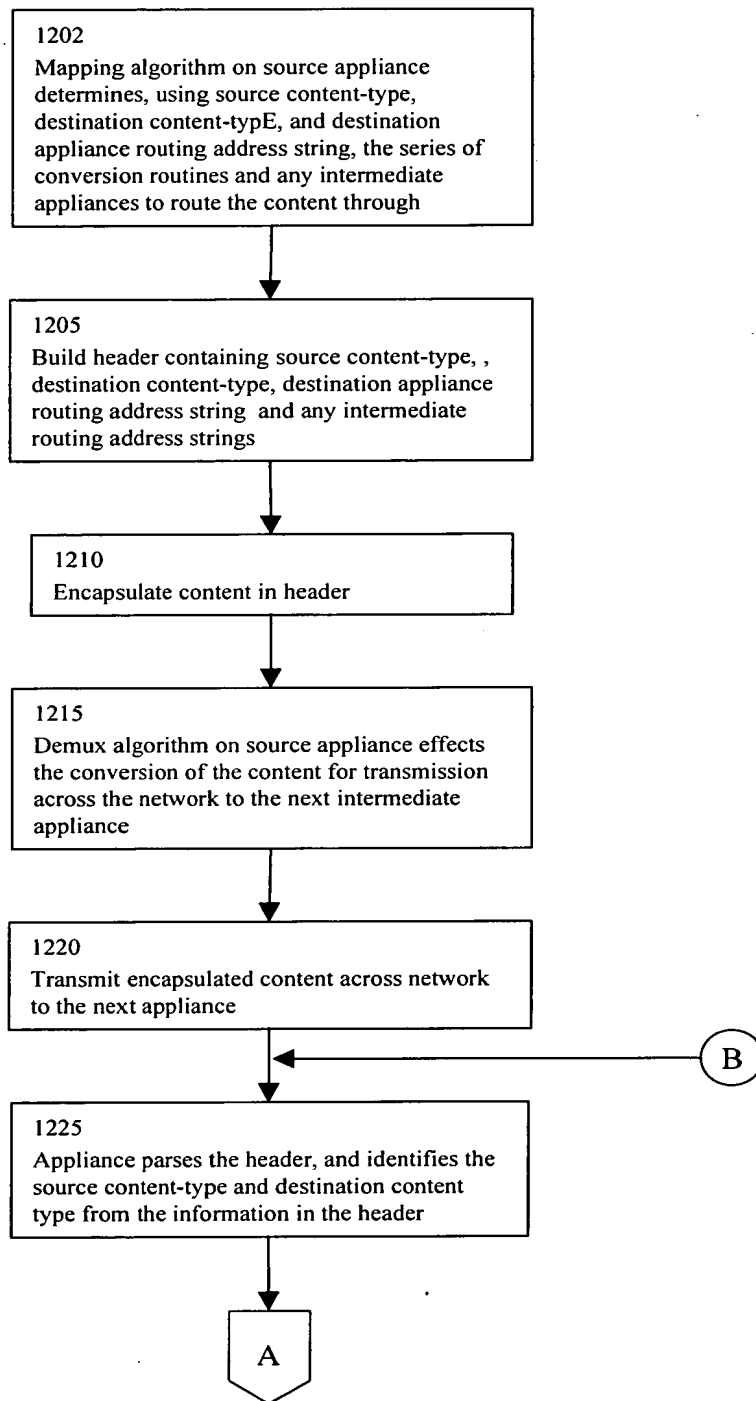 1202
Mapping algorithm on source appliance
determines, using source content-type,
destination content-typE, and destination
appliance routing address string, the series of
conversion routines and any intermediate
appliances to route the content through
1205
Build header containing source content-type, ,
destination content-type, destination appliance
routing address string and any intermediate
routing address strings
1210
Encapsulate content in header
1215
Demux algorithm on source appliance effects
the conversion of the content for transmission
across the network to the next intermediate
appliance
1220
Transmit encapsulated content across network
to the next appliance
B
1225
Appliance parses the header, and identifies the
source content-type and destination content
type from the information in the header
A